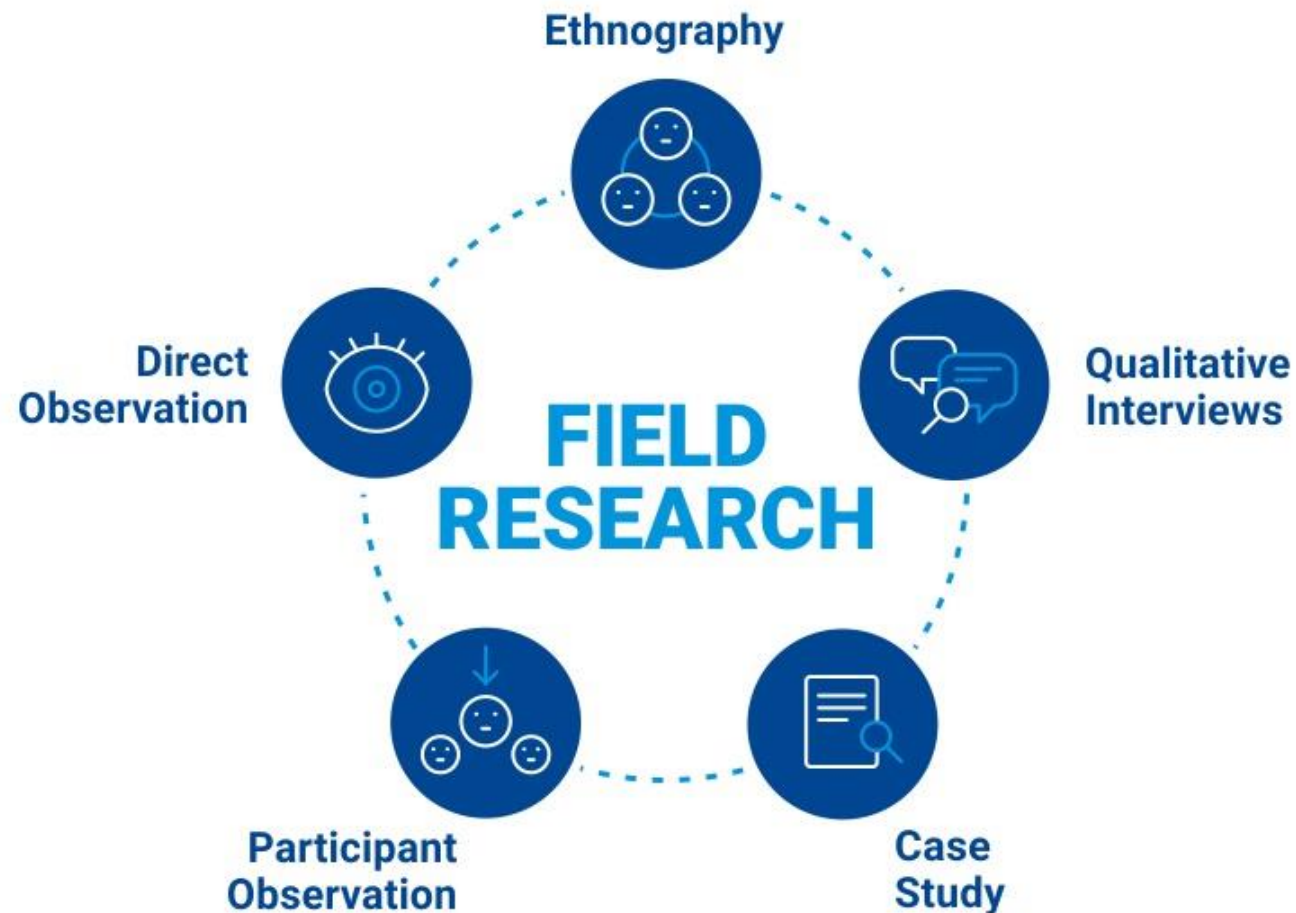 Ethnography
Direct
Observation
Qualitative
Interviews
FIELD
RESEARCH
Participant
Observation
Case
Study